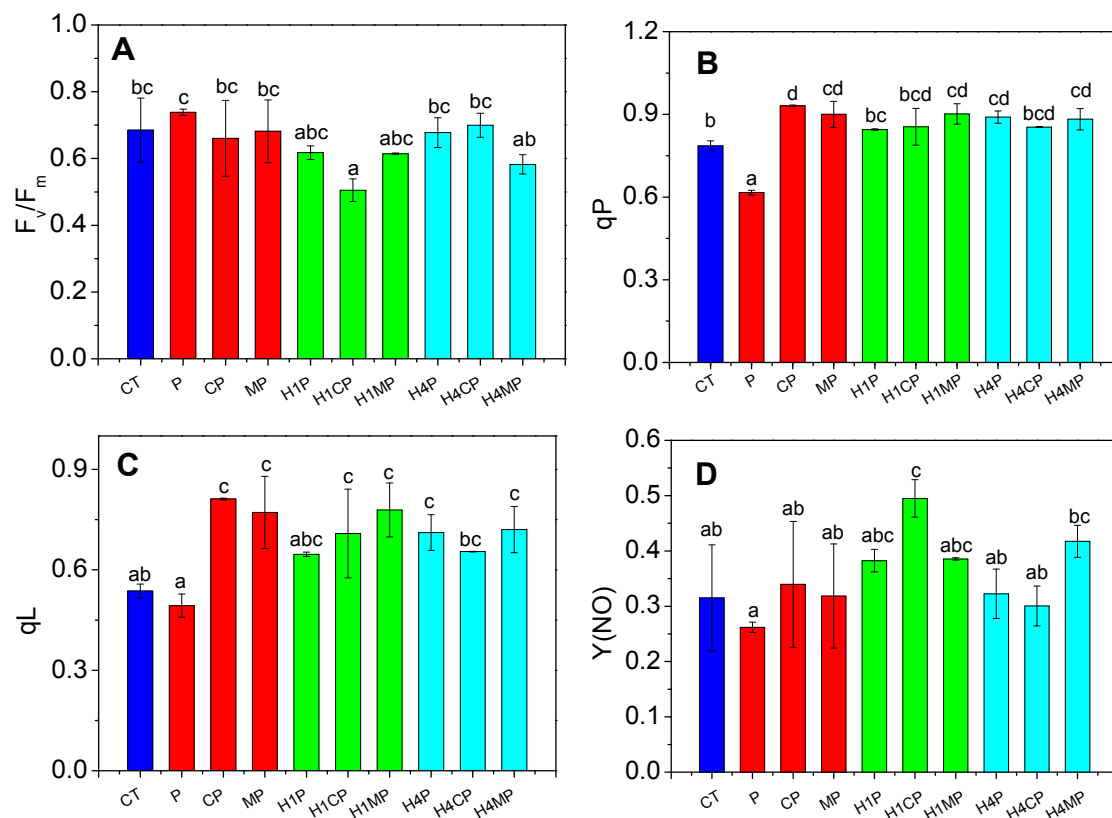 A
F_v/F_m
1.0
0.8
0.6
0.4
0.2
0.0
bc
c
bc
bc
abc
a
abc
bc
bc
ab
CT
P
CP
MP
H1P
H1CP
H1MP
H4P
H4CP
H4MP
B
qP
1.2
0.9
0.6
0.3
0.0
b
a
d
cd
bc
bcd
cd
cd
bcd
cd
CT
P
CP
MP
H1P
H1CP
H1MP
H4P
H4CP
H4MP
C
qL
0.9
0.6
0.3
0.0
ab
a
c
c
abc
c
c
c
bc
c
CT
P
CP
MP
H1P
H1CP
H1MP
H4P
H4CP
H4MP
D
Y(NO)
0.6
0.5
0.4
0.3
0.2
0.1
0.0
ab
a
ab
ab
abc
c
abc
ab
ab
bc
CT
P
CP
MP
H1P
H1CP
H1MP
H4P
H4CP
H4MP